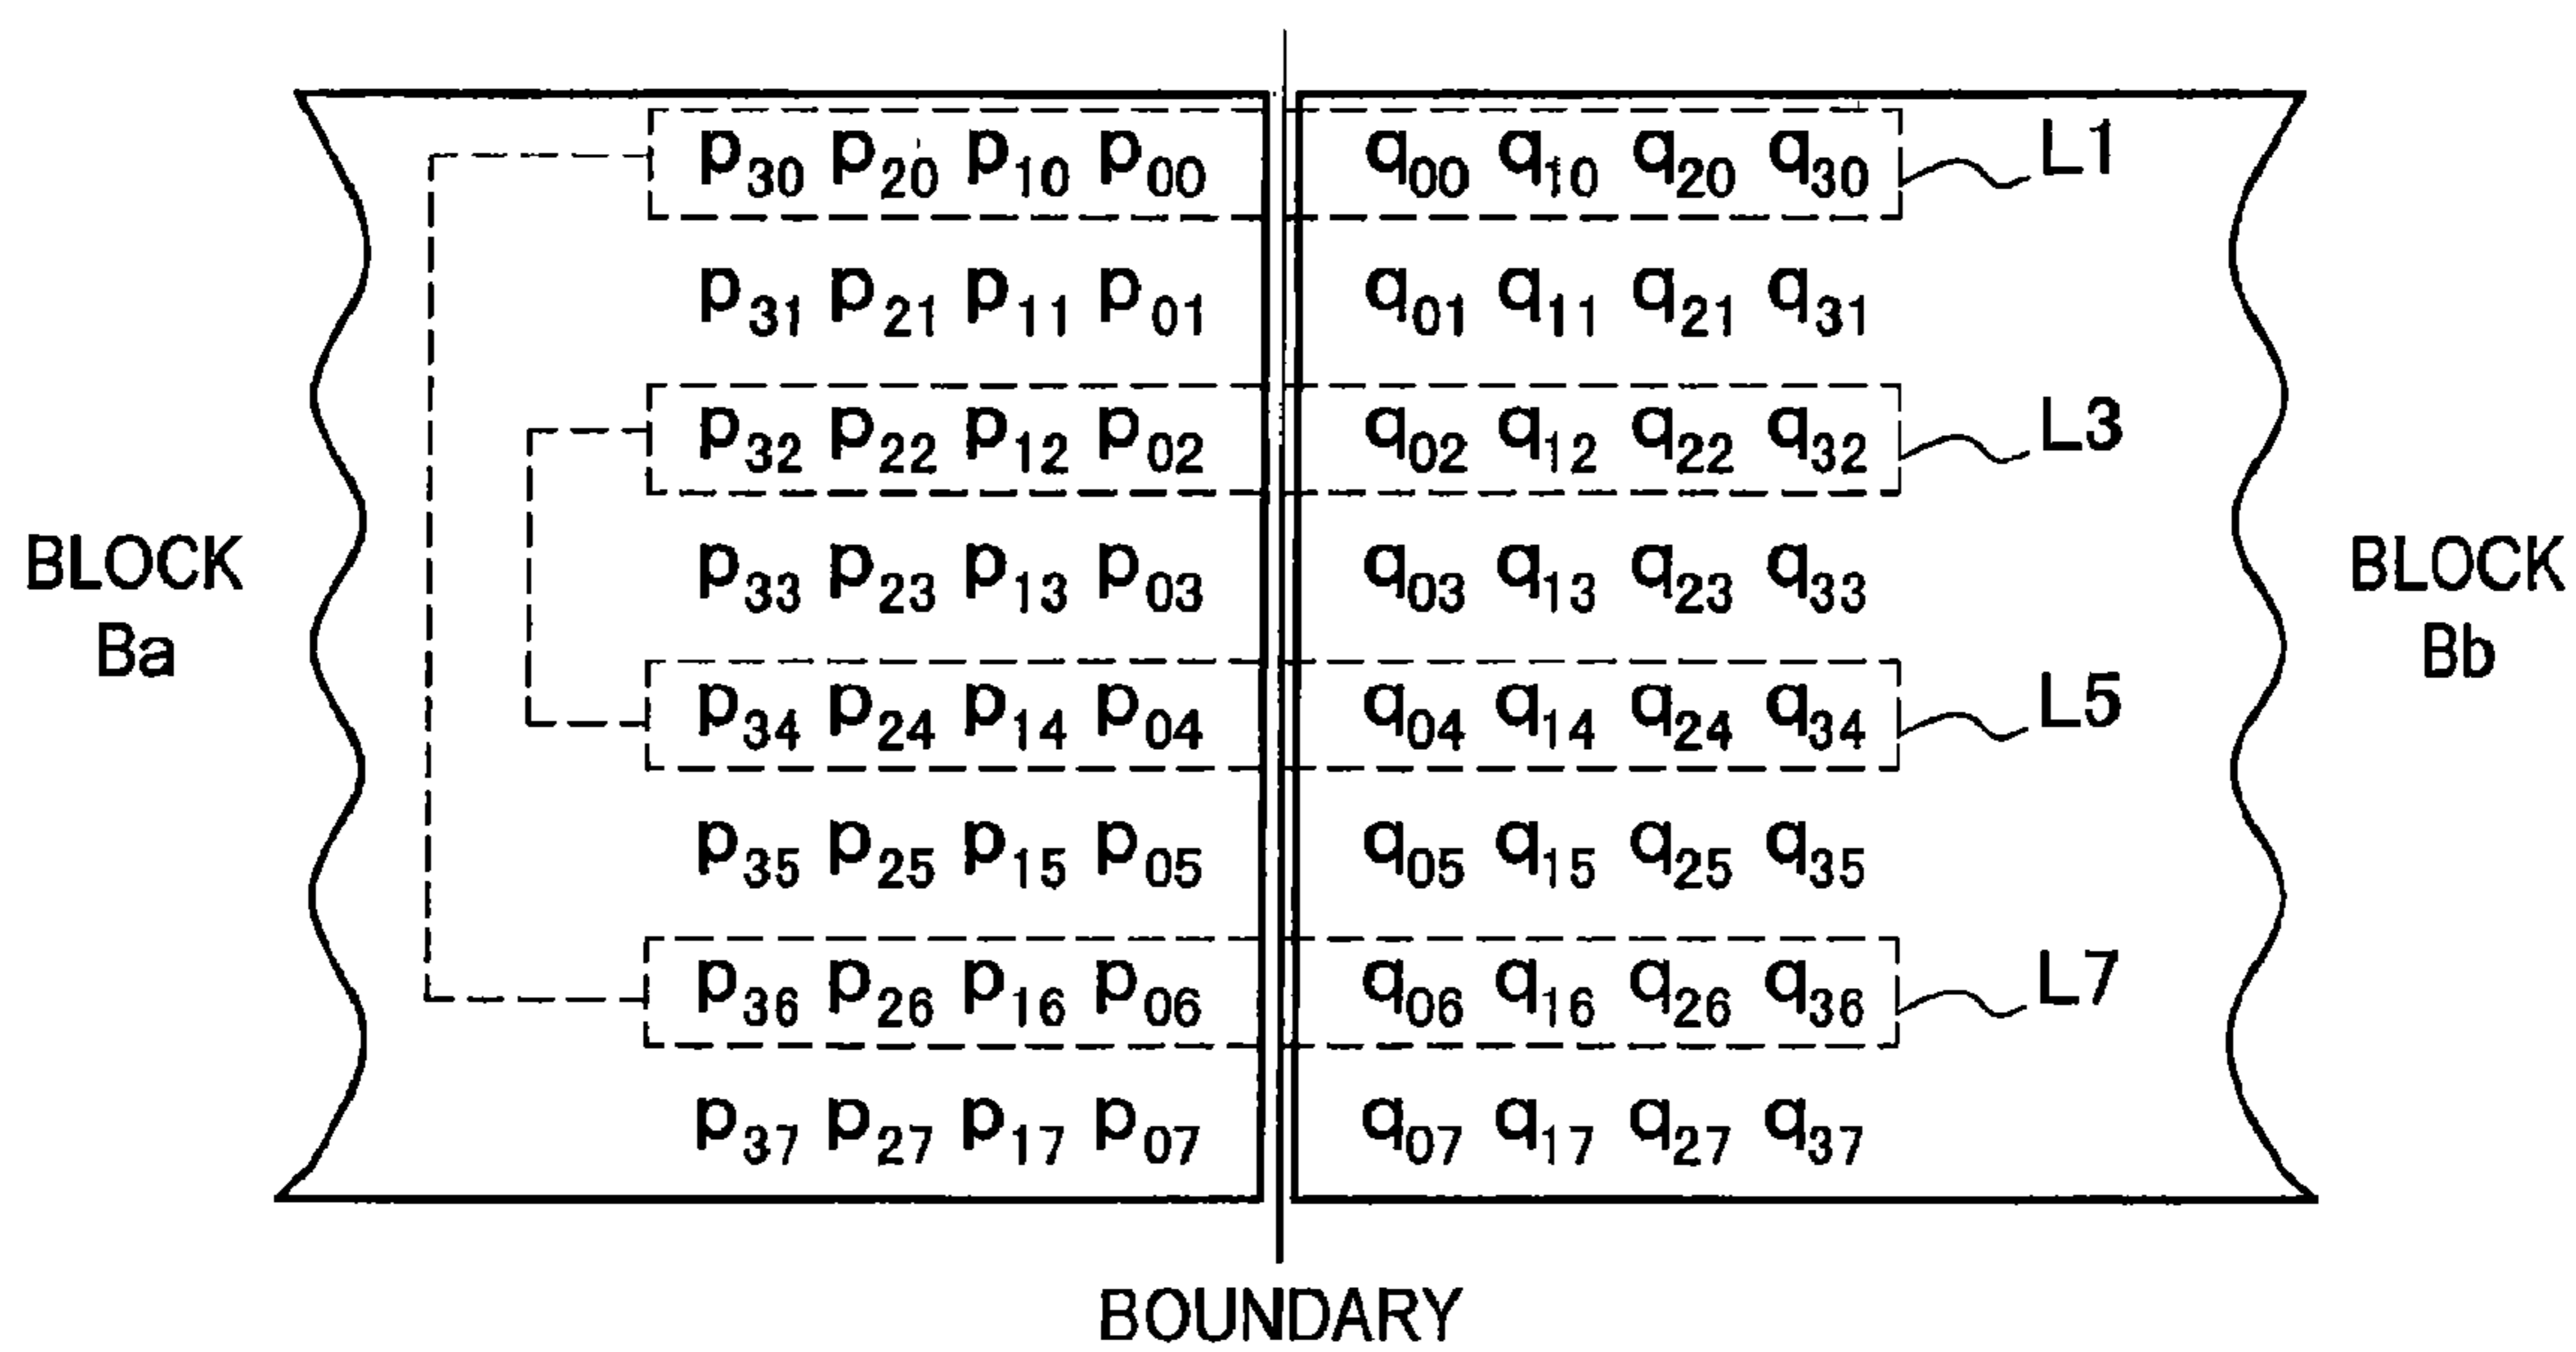 p30 p20 p10 p00 q00 q10 q20 q30 L1
p31 p21 p11 p01 q01 q11 q21 q31
p32 p22 p12 p02 q02 q12 q22 q32 L3
BLOCK Ba
p33 p23 p13 p03 q03 q13 q23 q33
BLOCK Bb
p34 p24 p14 p04 q04 q14 q24 q34 L5
p35 p25 p15 p05 q05 q15 q25 q35
p36 p26 p16 p06 q06 q16 q26 q36 L7
p37 p27 p17 p07 q07 q17 q27 q37
BOUNDARY